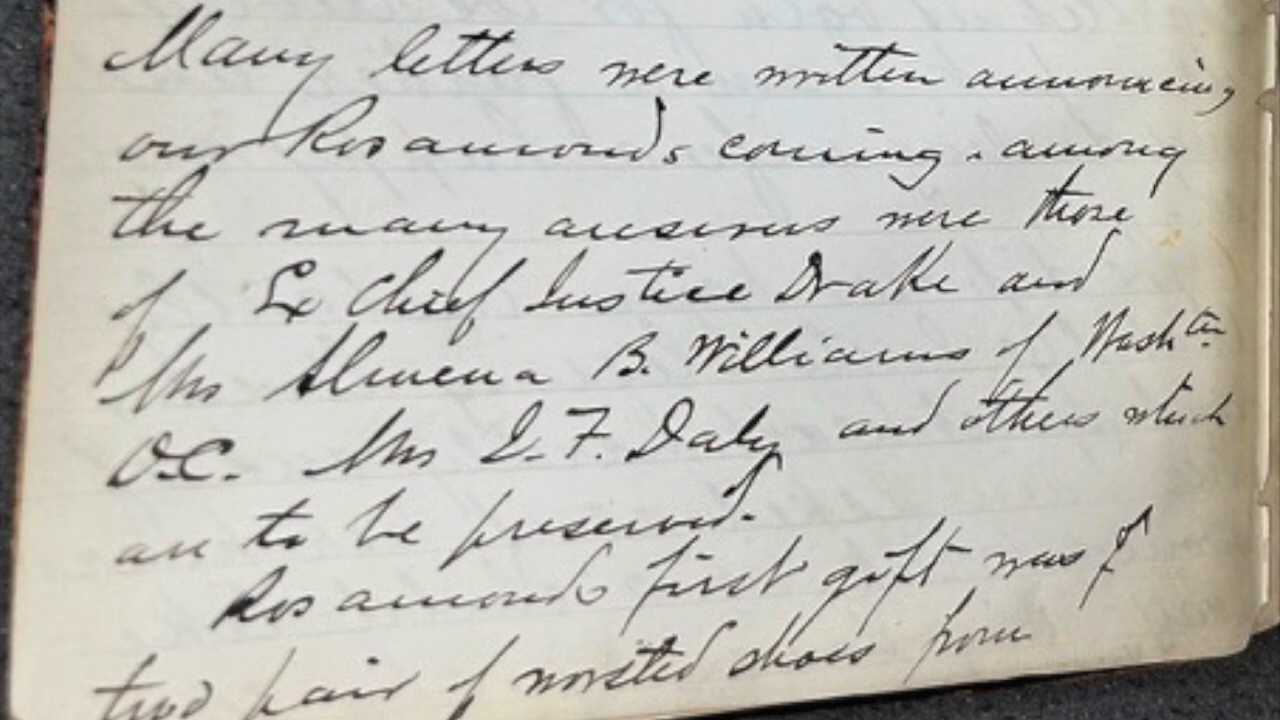 Many letters were written announcing
our Rosamond's coming. among
the many answers were those
of Ex Chief Justice Drake and
Mrs Almena B. Williams of Washtn.
D.C. Mrs I. F. Daly and others which
are to be preserved.
Rosamonds first gift was
two pair of worsted shoes from